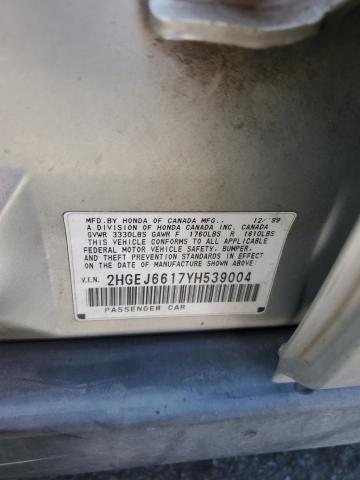 MFD.BY HONDA OF CANADA MFG., 12/'99
A DIVISION OF HONDA CANADA INC. CANADA
GVWR 3330LBS GAWR F 1760LBS R 1610LBS
THIS VEHICLE CONFORMS TO ALL APPLICABLE
FEDERAL MOTOR VEHICLE SAFETY, BUMPER,
AND THEFT PREVENTION STANDARDS IN EFFECT
ON THE DATE OF MANUFACTURE SHOWN ABOVE.
V.I.N. 2HGEJ6617YH539004
PASSENGER CAR